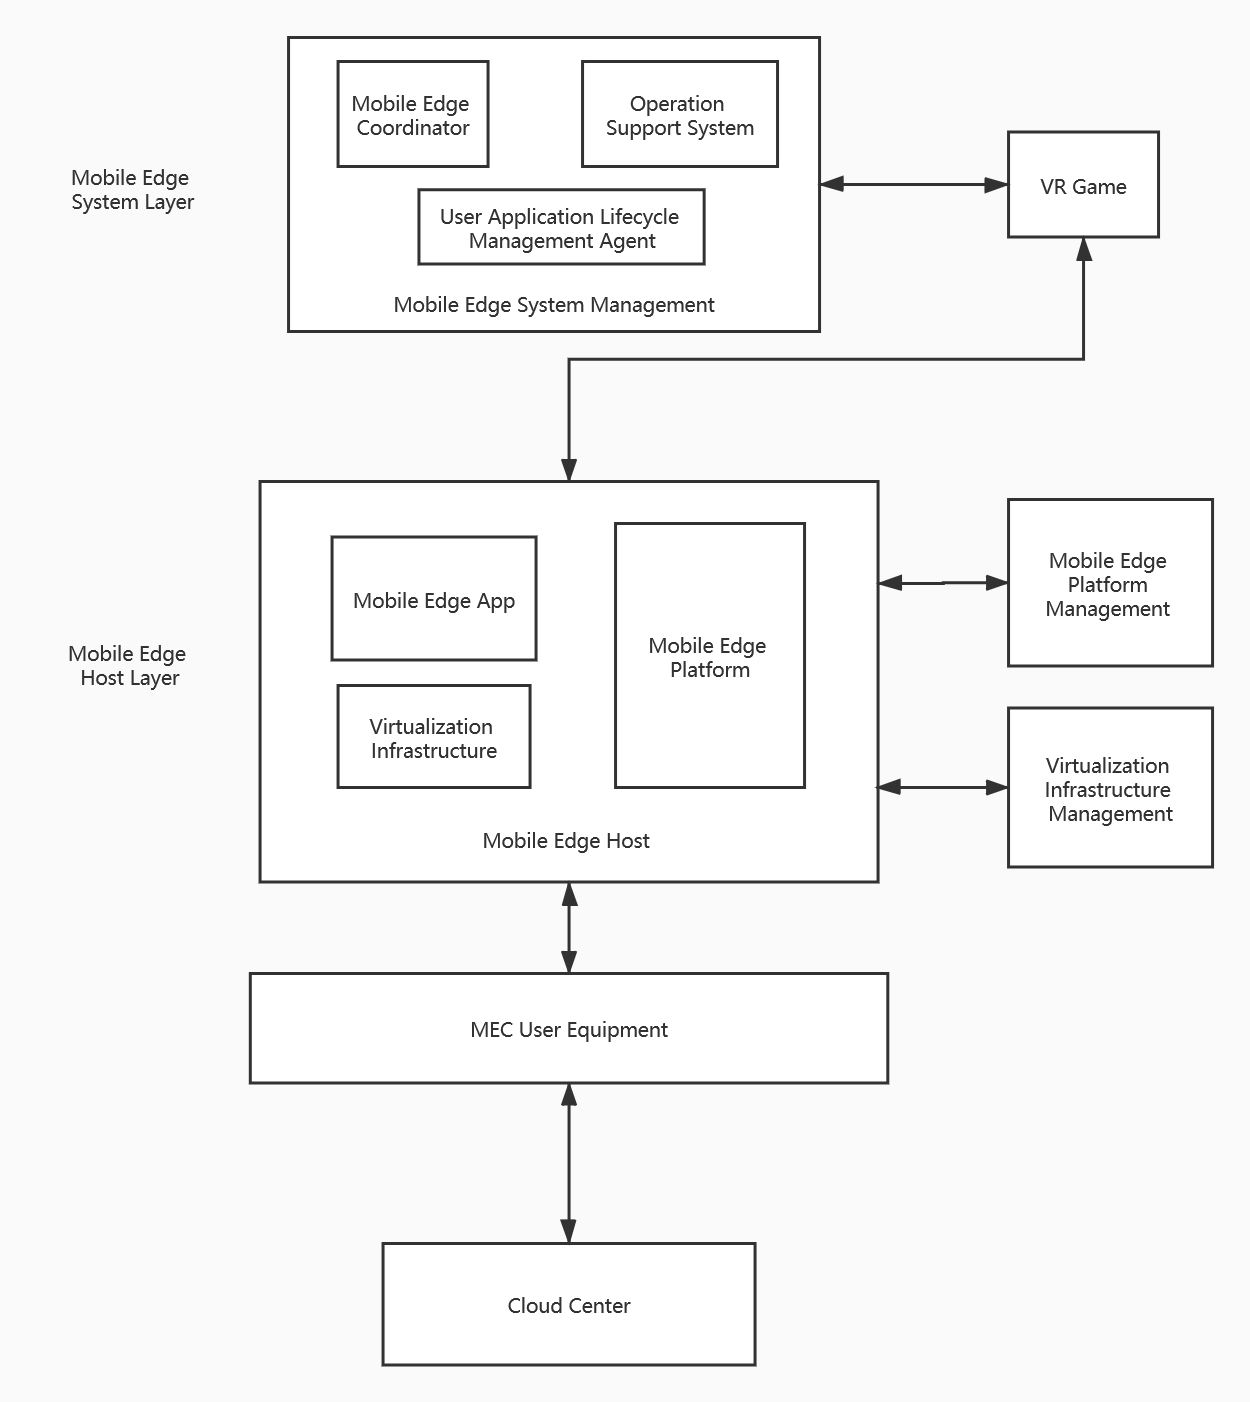 Mobile Edge
Coordinator
Operation
Support System
Mobile Edge
System Layer
VR Game
User Application Lifecycle
Management Agent
Mobile Edge System Management
Mobile Edge App
Mobile Edge
Platform
Mobile Edge
Platform
Management
Mobile Edge
Host Layer
Virtualization
Infrastructure
Virtualization
Infrastructure
Management
Mobile Edge Host
MEC User Equipment
Cloud Center